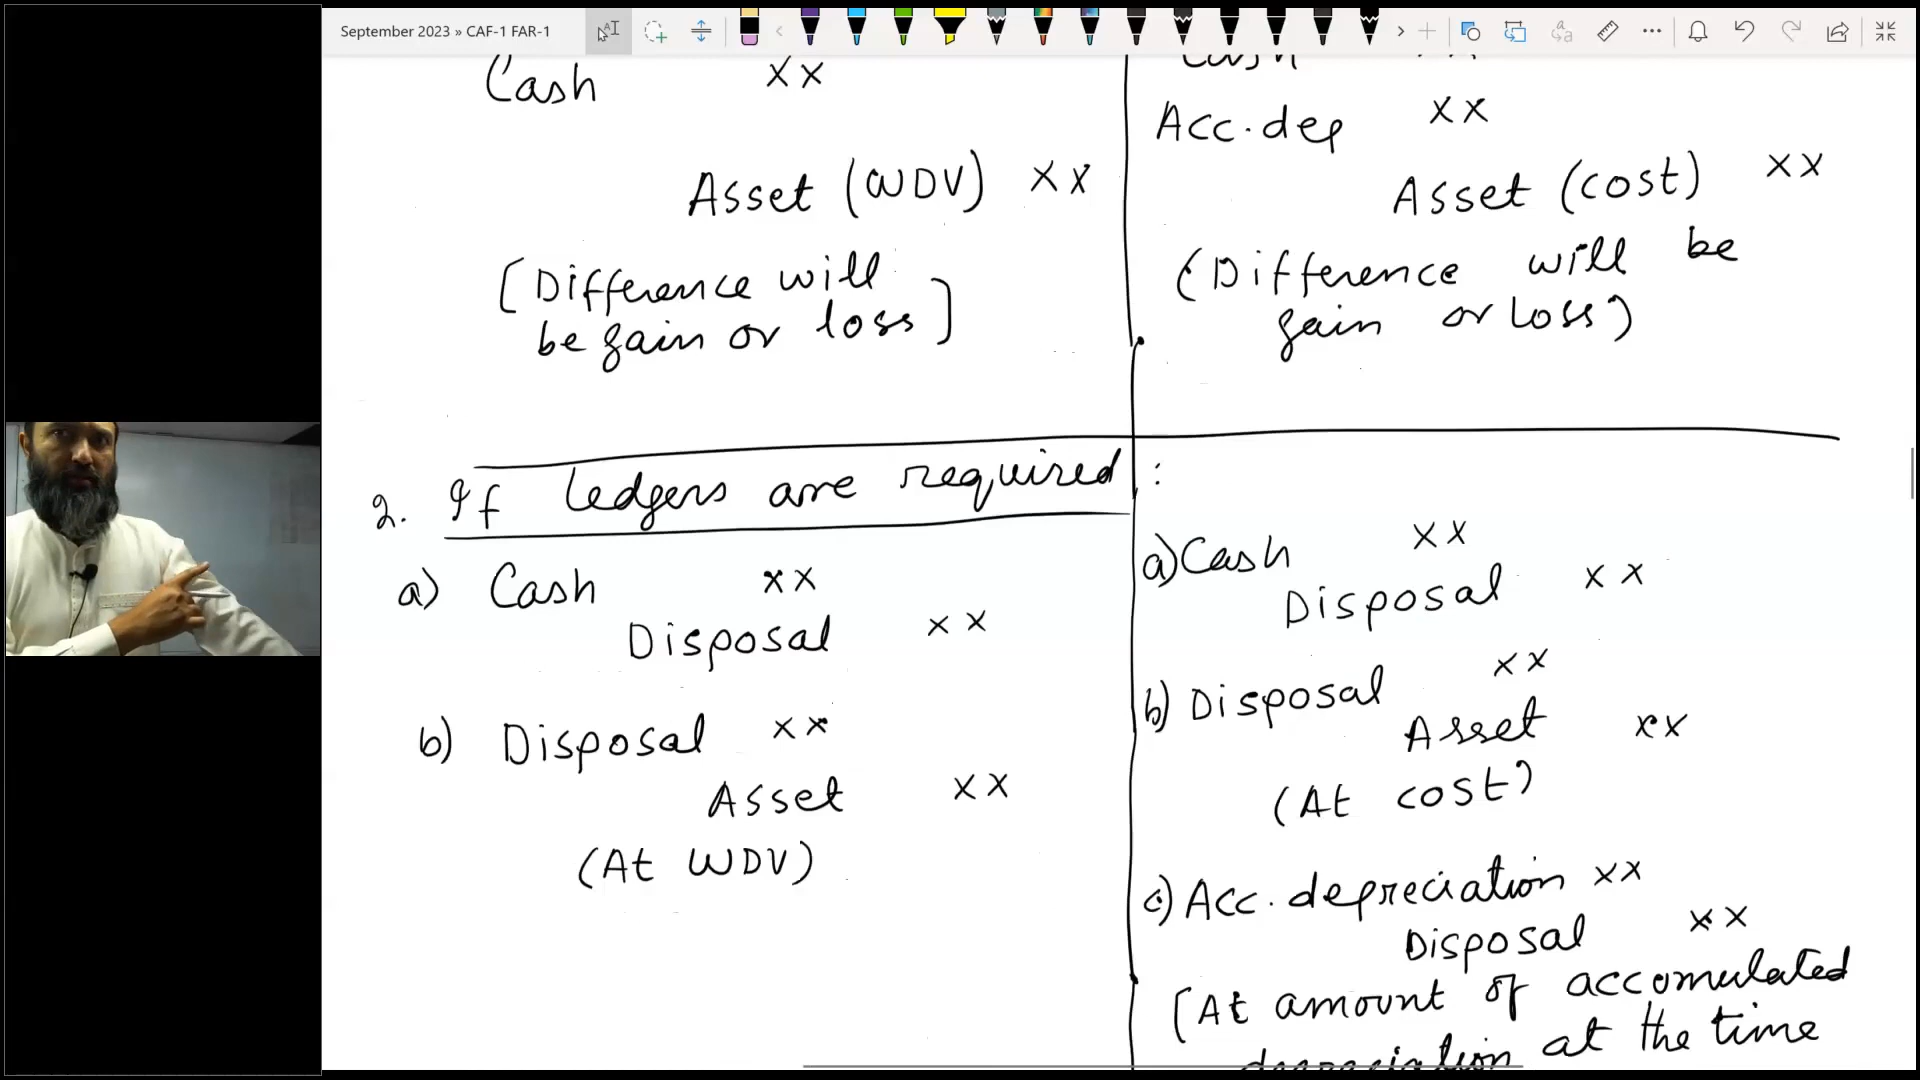 September 2023 » CAF-1 FAR-1
Cash xx
Asset (WDV) xx
[Difference will
be gain or loss]
Cash
Acc. dep xx
Asset (cost) xx
(Difference will be
gain or loss)
2. If ledgers are required :
a) Cash xx
Disposal xx
b) Disposal xx
Asset xx
(At WDV)
a) Cash xx
Disposal xx
b) Disposal xx
Asset xx
(At cost)
c) Acc. depreciation xx
Disposal xx
[At amount of accomulated
depreciation at the time